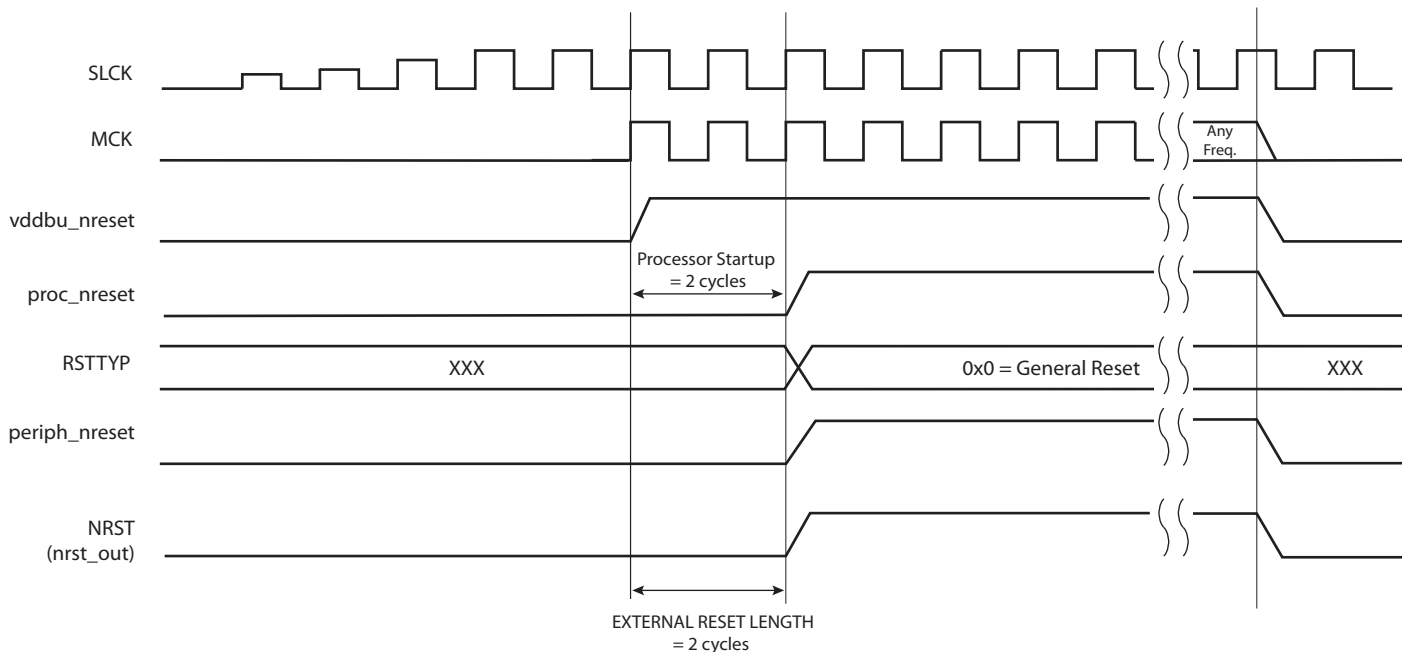 SLCK
MCK
Any
Freq.
vddbu_nreset
Processor Startup
= 2 cycles
proc_nreset
RSTTYP
XXX
0x0 = General Reset
XXX
periph_nreset
NRST
(nrst_out)
EXTERNAL RESET LENGTH
= 2 cycles